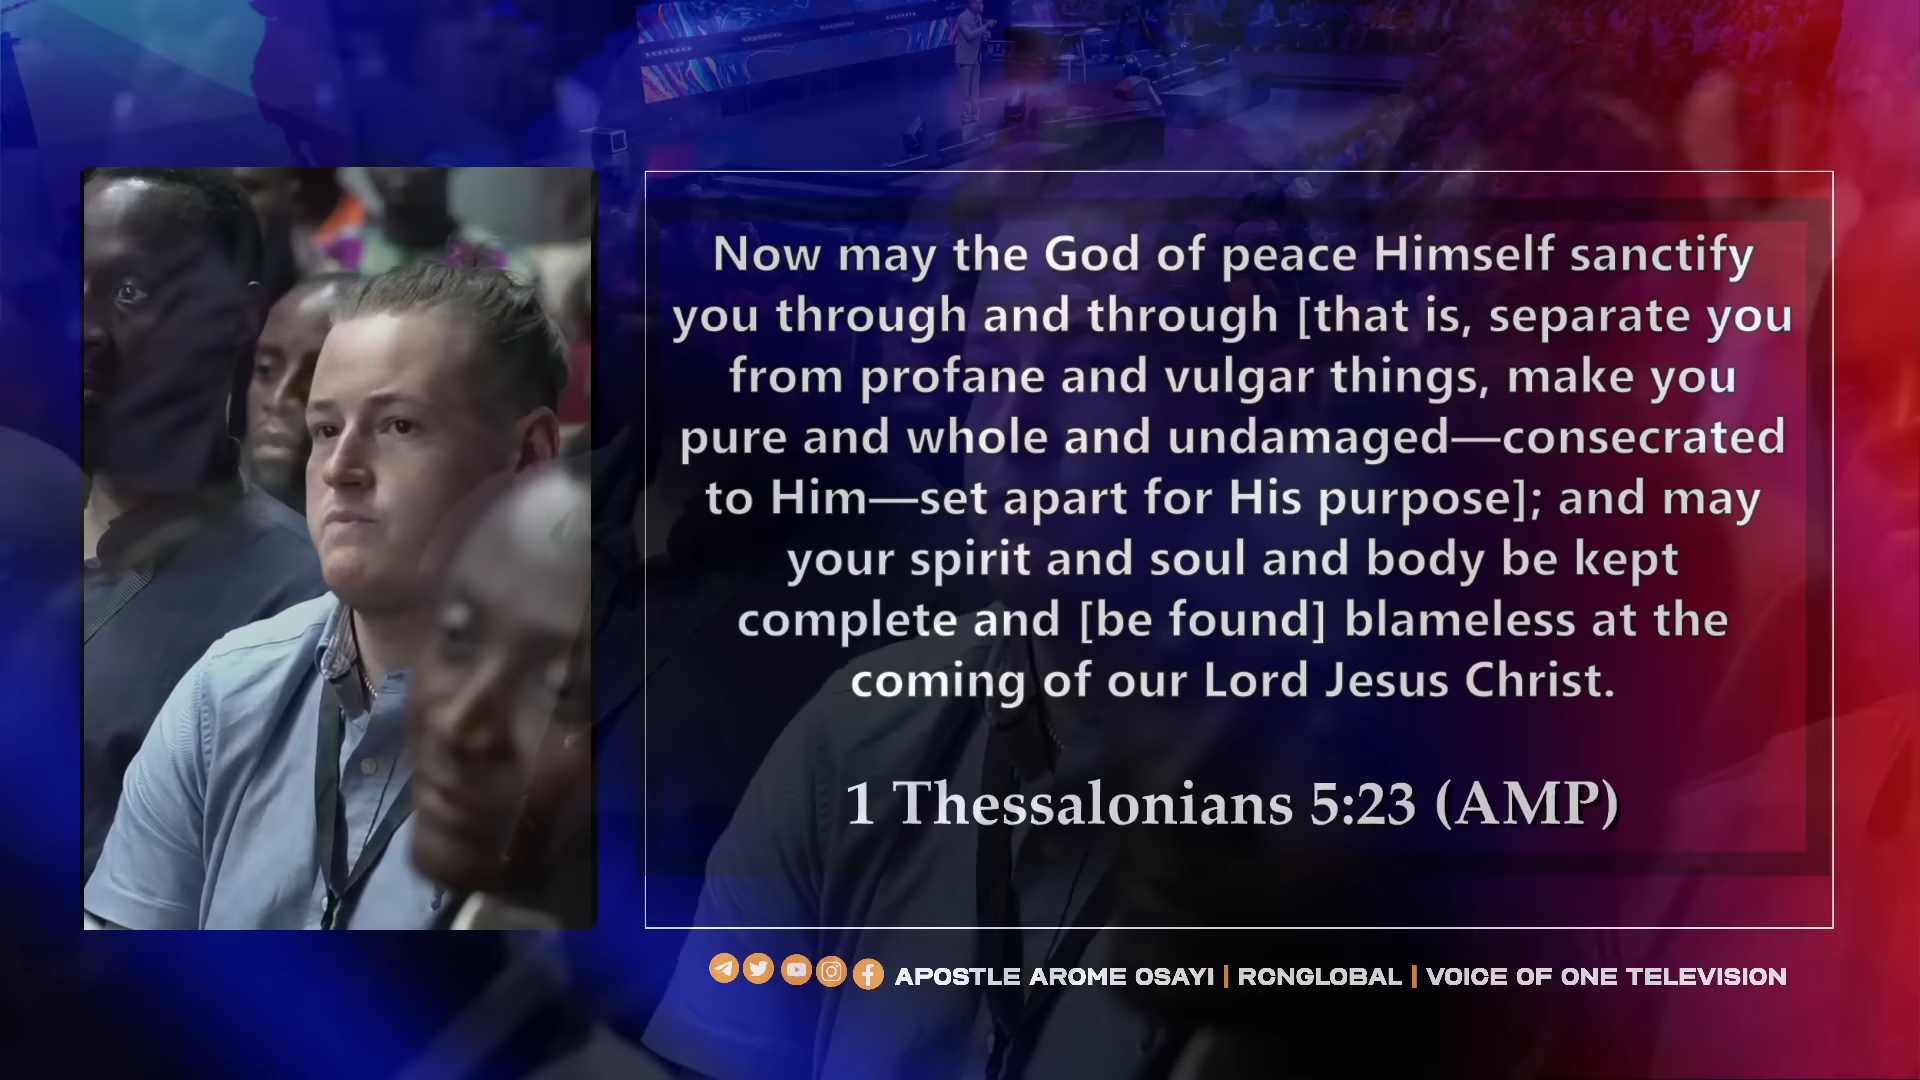 Now may the God of peace Himself sanctify
you through and through [that is, separate you
from profane and vulgar things, make you
pure and whole and undamaged—consecrated
to Him—set apart for His purpose]; and may
your spirit and soul and body be kept
complete and [be found] blameless at the
coming of our Lord Jesus Christ.
1 Thessalonians 5:23 (AMP)
APOSTLE AROME OSAYI | RCNGLOBAL | VOICE OF ONE TELEVISION